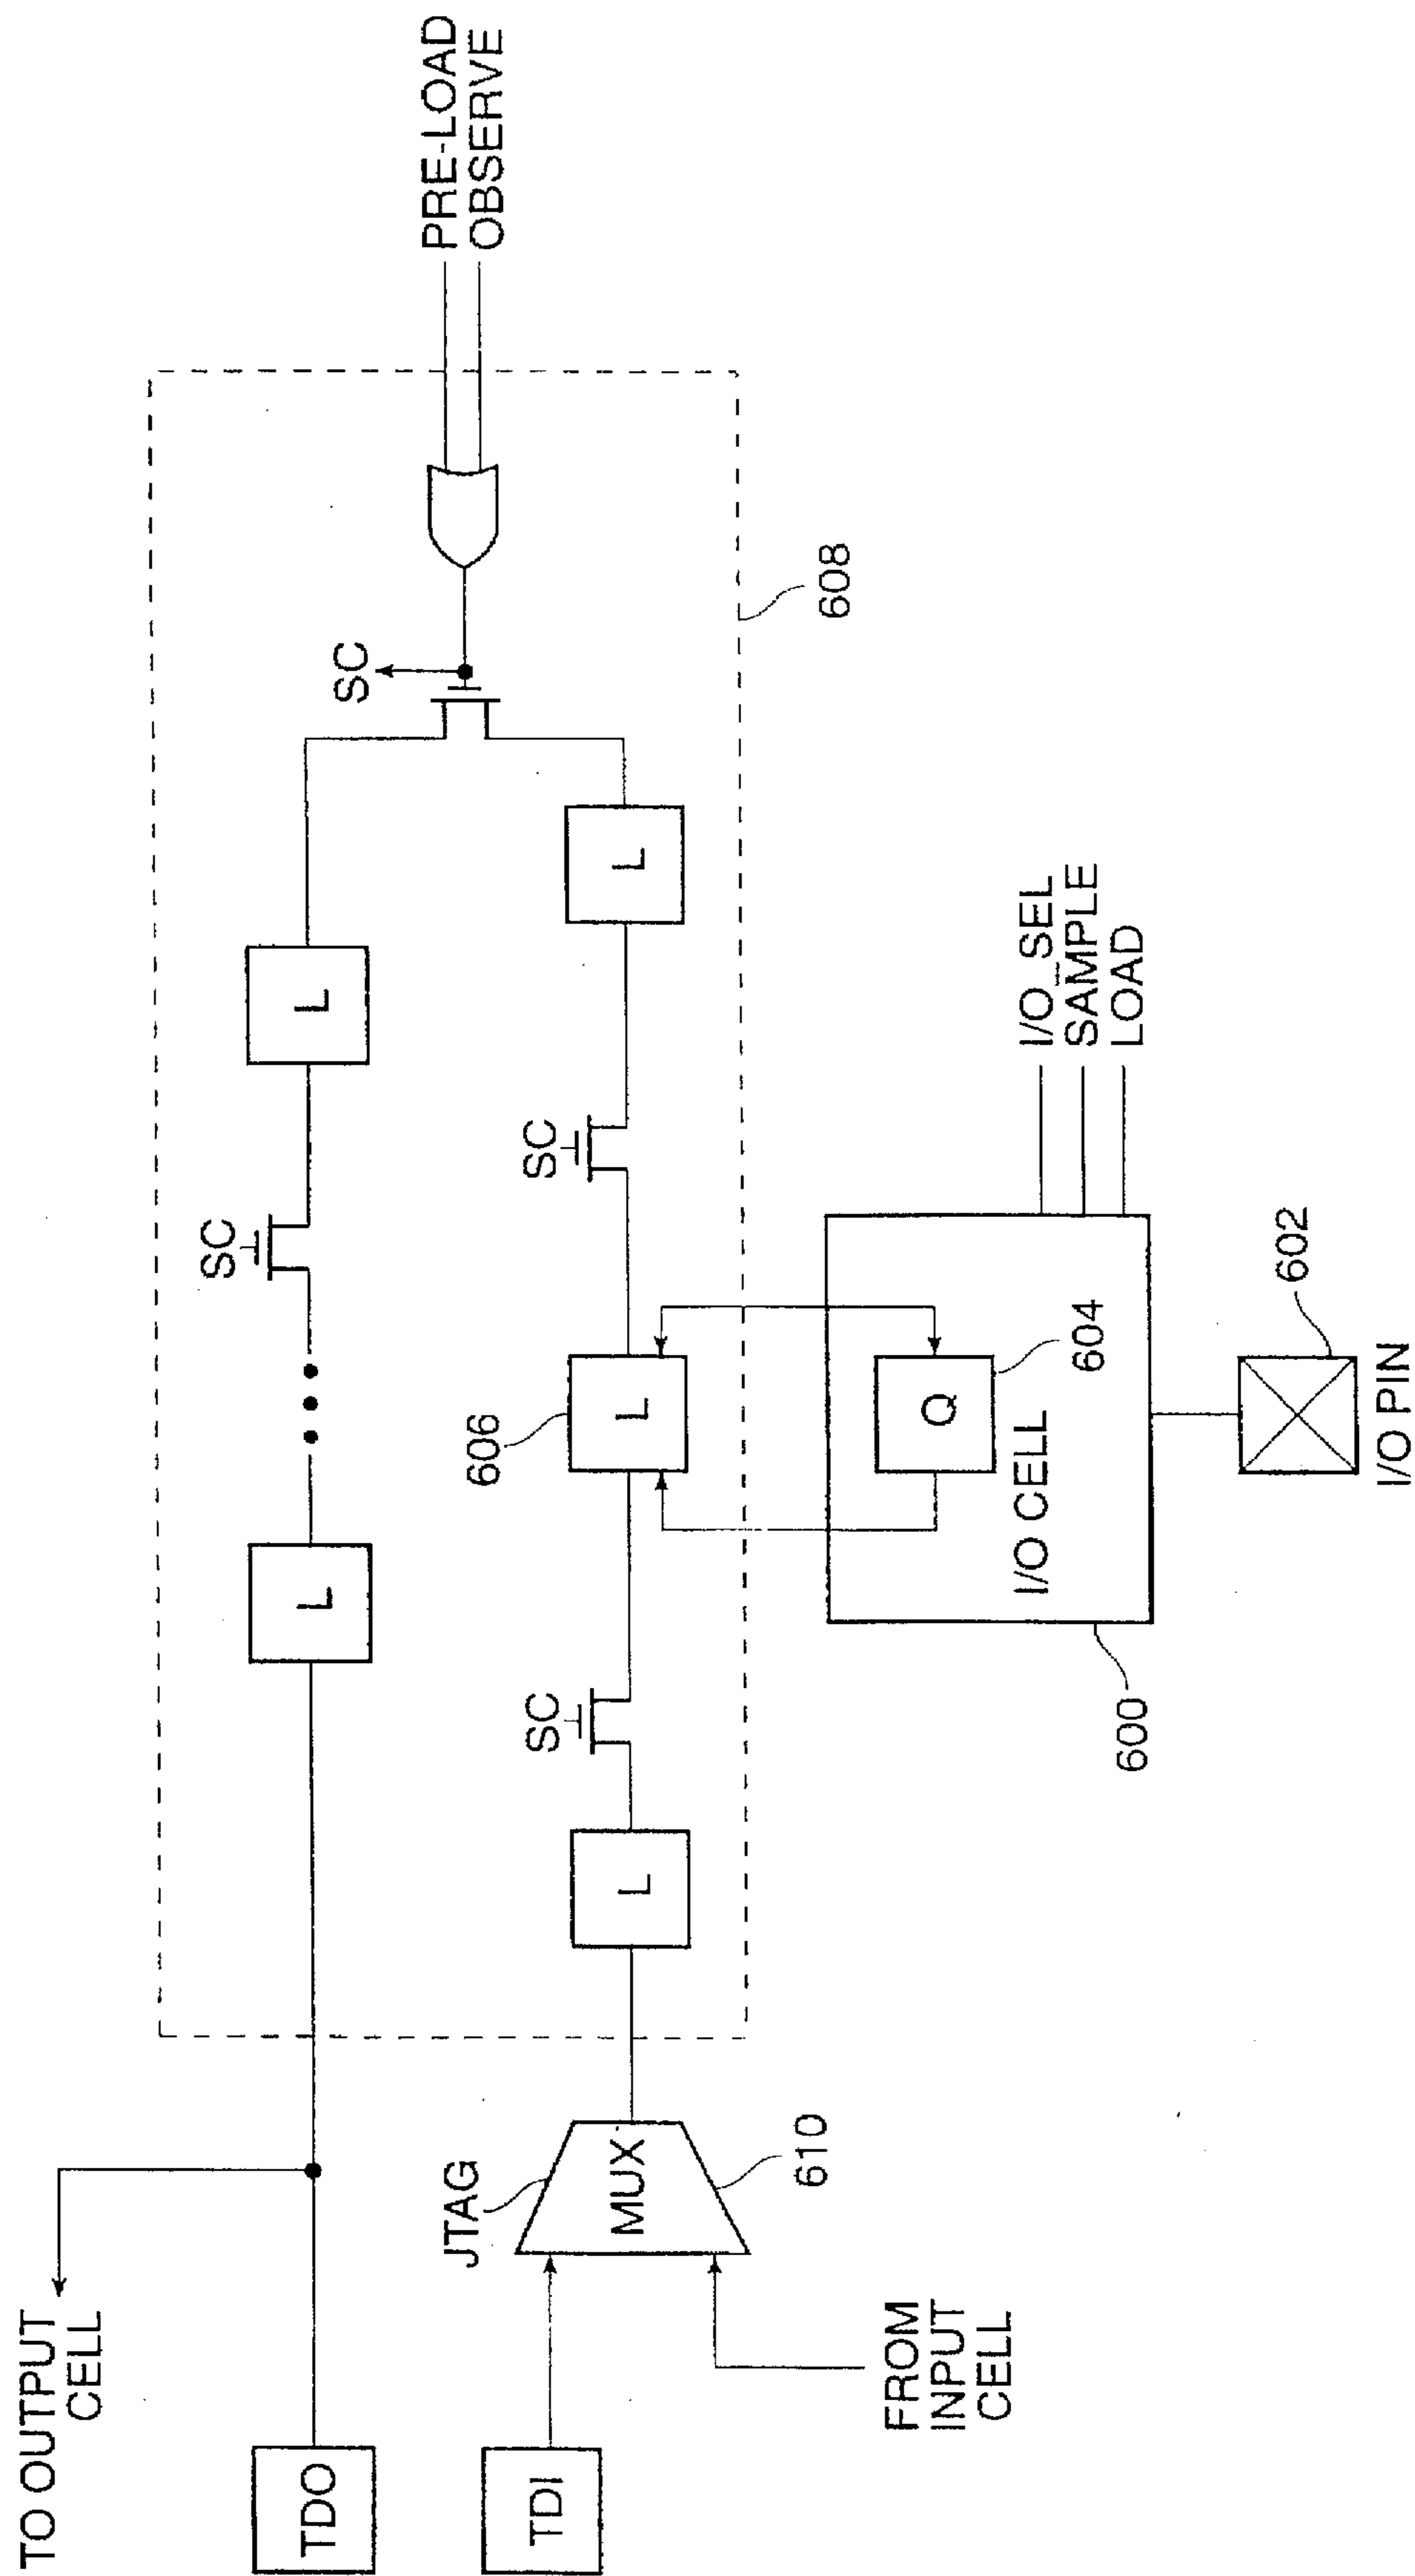 TO OUTPUT
CELL
TDO
TDI
FROM
INPUT
CELL
JTAG
MUX
610
L
SC
L
606
L
SC
L
L
SC
L
SC
PRE-LOAD
OBSERVE
608
Q
604
I/O CELL
600
I/O_SEL
SAMPLE
LOAD
602
I/O PIN